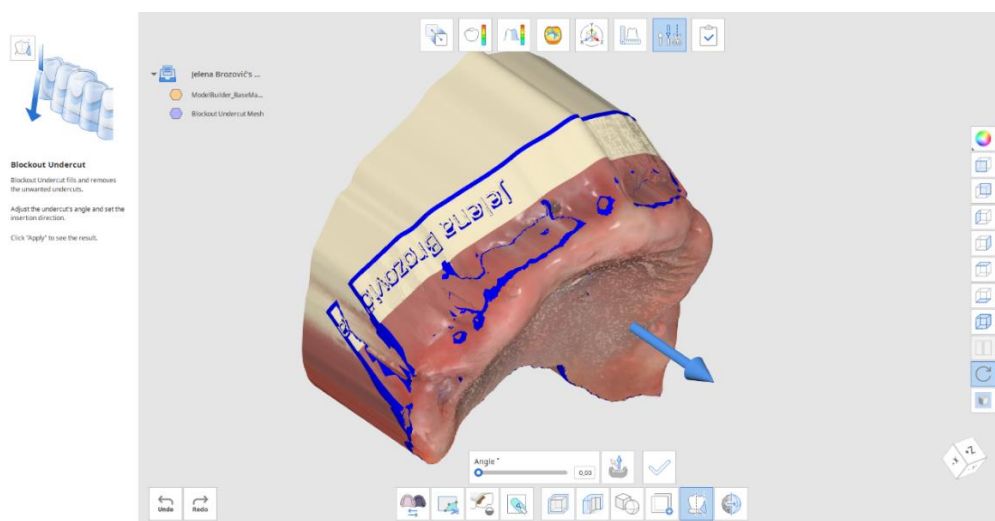 Jelena Brozović's ...
ModelBuilder_BaseMa...
Blockout Undercut Mesh
Blockout Undercut
Blockout Undercut fills and removes
the unwanted undercuts.
Adjust the undercut's angle and set the
insertion direction.
Click "Apply" to see the result.
Jelena Brozović
Angle °
0,00
Undo
Redo
-X
+Z